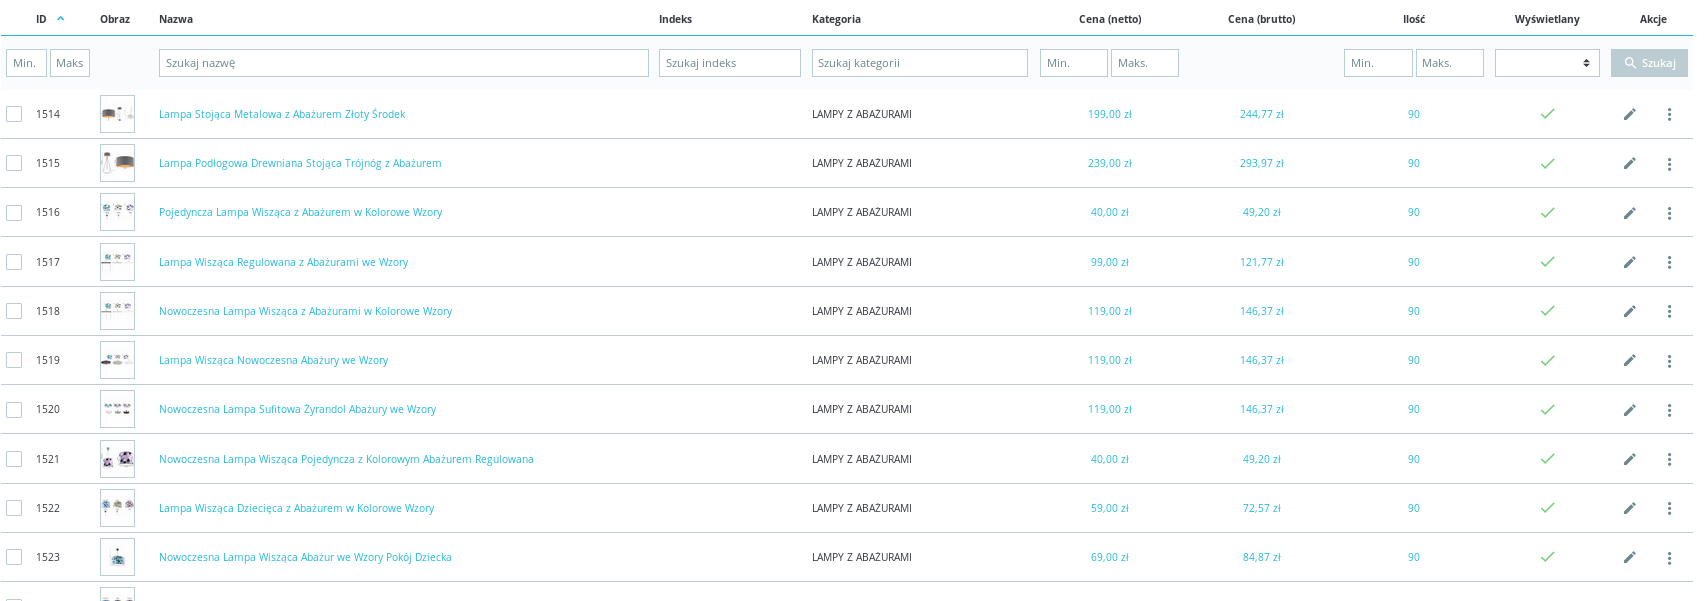 ID Obraz Nazwa Indeks Kategoria Cena (netto) Cena (brutto) Ilość Wyświetlany Akcje
Min. Maks Szukaj nazwę Szukaj indeks Szukaj kategorii Min. Maks. Min. Maks. Szukaj
1514 Lampa Stojąca Metalowa z Abażurem Złoty Środek LAMPY Z ABAŻURAMI 199,00 zł 244,77 zł 90
1515 Lampa Podłogowa Drewniana Stojąca Trójnóg z Abażurem LAMPY Z ABAŻURAMI 239,00 zł 293,97 zł 90
1516 Pojedyncza Lampa Wisząca z Abażurem w Kolorowe Wzory LAMPY Z ABAŻURAMI 40,00 zł 49,20 zł 90
1517 Lampa Wisząca Regulowana z Abażurami we Wzory LAMPY Z ABAŻURAMI 99,00 zł 121,77 zł 90
1518 Nowoczesna Lampa Wisząca z Abażurami w Kolorowe Wzory LAMPY Z ABAŻURAMI 119,00 zł 146,37 zł 90
1519 Lampa Wisząca Nowoczesna Abażury we Wzory LAMPY Z ABAŻURAMI 119,00 zł 146,37 zł 90
1520 Nowoczesna Lampa Sufitowa Żyrandol Abażury we Wzory LAMPY Z ABAŻURAMI 119,00 zł 146,37 zł 90
1521 Nowoczesna Lampa Wisząca Pojedyncza z Kolorowym Abażurem Regulowana LAMPY Z ABAŻURAMI 40,00 zł 49,20 zł 90
1522 Lampa Wisząca Dziecięca z Abażurem w Kolorowe Wzory LAMPY Z ABAŻURAMI 59,00 zł 72,57 zł 90
1523 Nowoczesna Lampa Wisząca Abażur we Wzory Pokój Dziecka LAMPY Z ABAŻURAMI 69,00 zł 84,87 zł 90